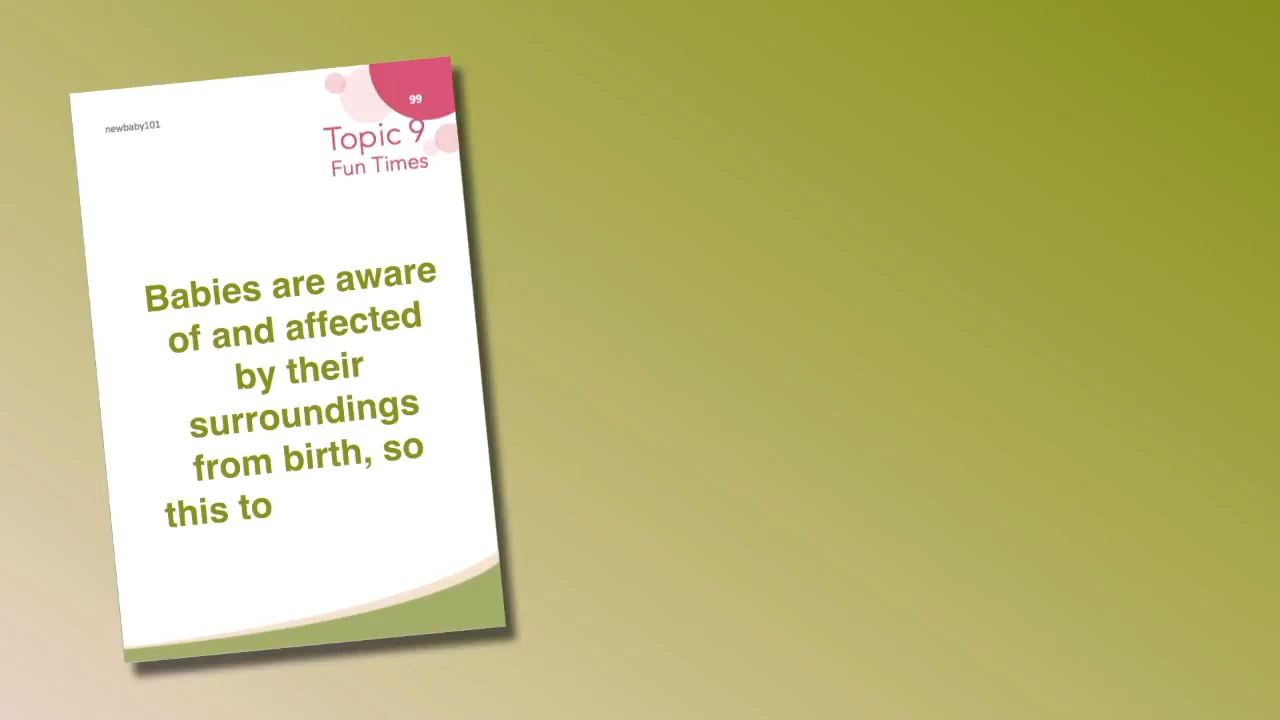 99
newbaby101
Topic 9
Fun Times
Babies are aware
of and affected
by their
surroundings
from birth, so
this to